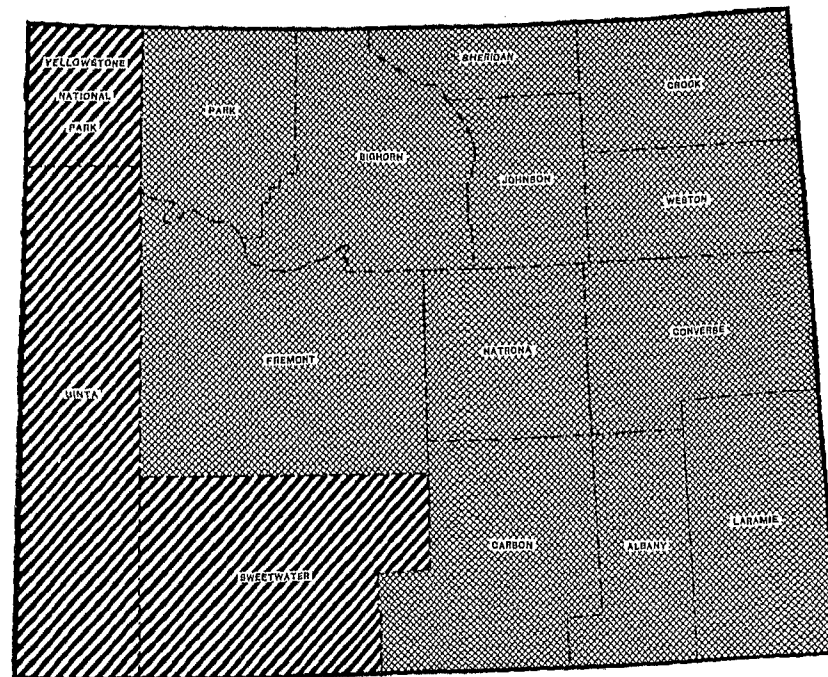 YELLOWSTONE
NATIONAL
PARK
PARK
SHERIDAN
CROOK
BIGHORN
JOHNSON
WESTON
FREMONT
NATRONA
CONVERSE
UINTA
SWEETWATER
CARBON
ALBANY
LARAMIE